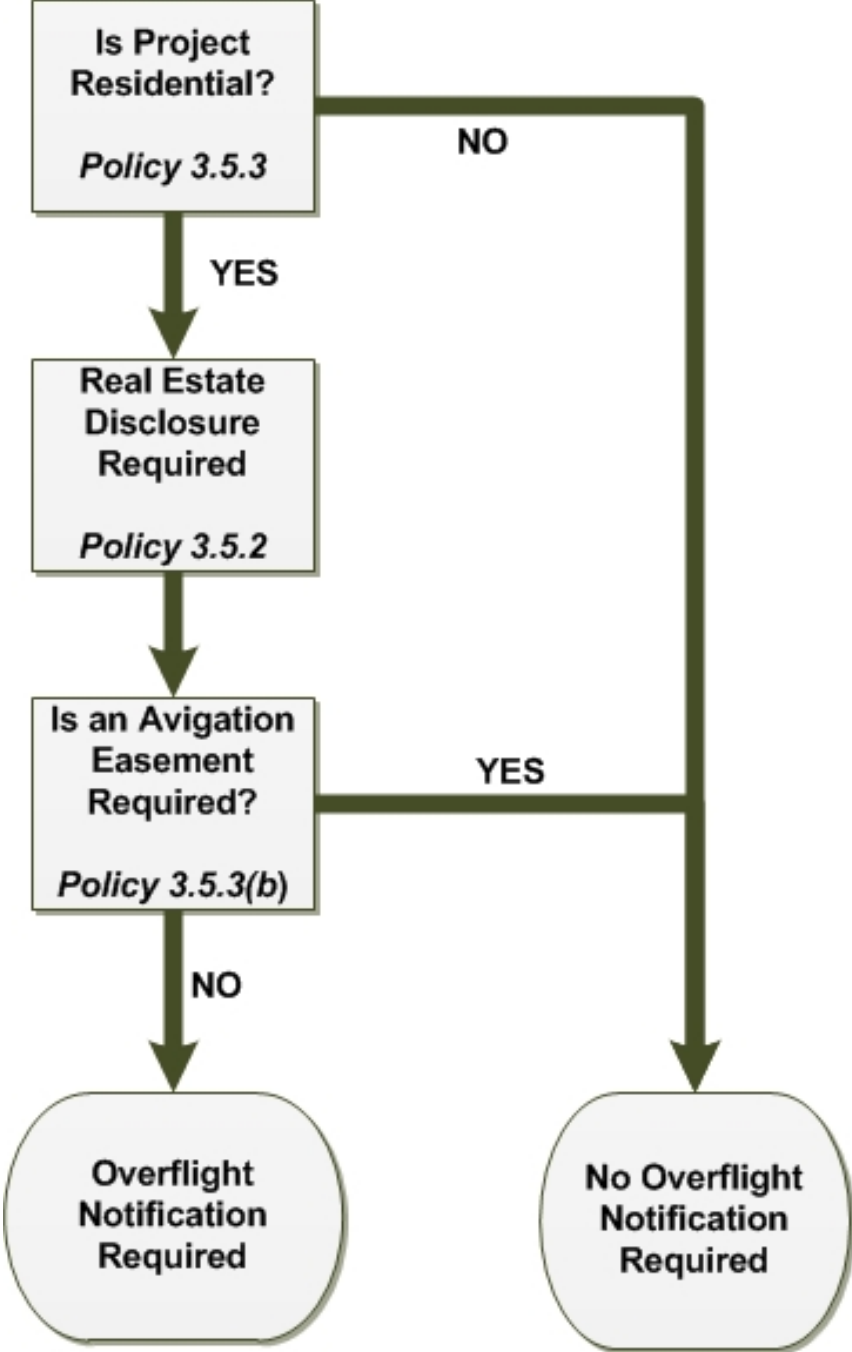 Is Project
Residential?
Policy 3.5.3
NO
YES
Real Estate
Disclosure
Required
Policy 3.5.2
Is an Avigation
Easement
Required?
Policy 3.5.3(b)
YES
NO
Overflight
Notification
Required
No Overflight
Notification
Required